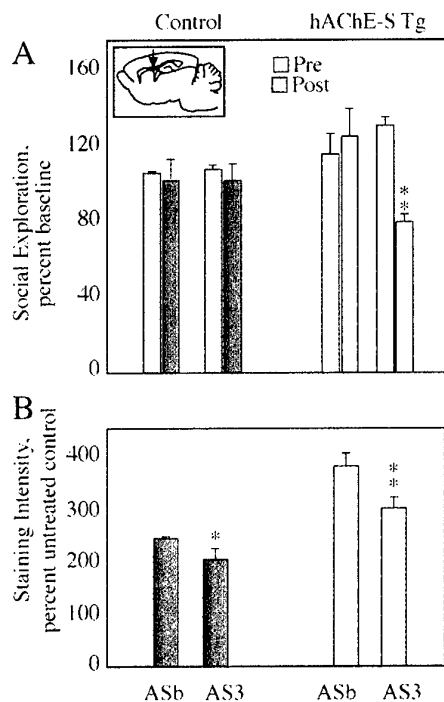 Control hAChE-S Tg
A
Social Exploration,
percent baseline
160
120
80
40
0
Pre
Post
**
B
Staining Intensity,
percent untreated control
400
300
200
100
0
*
**
ASb AS3 ASb AS3